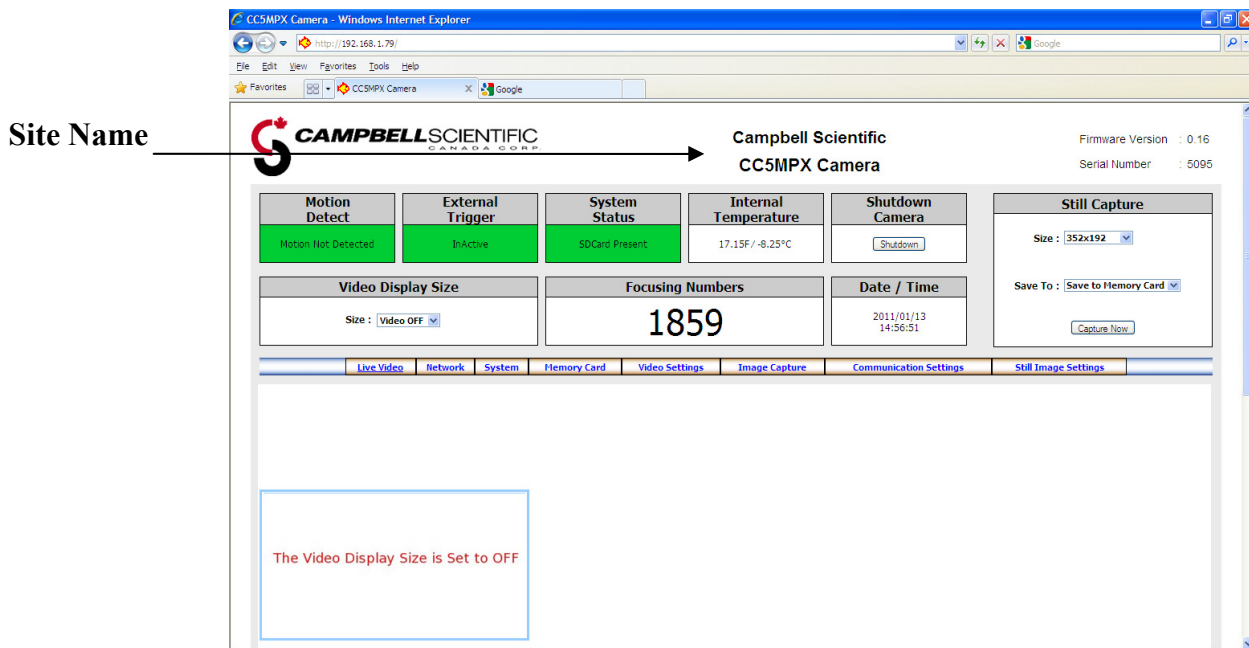 CC5MPX Camera - Windows Internet Explorer
http://192.168.1.79/
Google
File Edit View Favorites Tools Help
Favorites CC5MPX Camera X Google
Site Name
CAMPBELLSCIENTIFIC
CANADA CORP.
Campbell Scientific
CC5MPX Camera
Firmware Version : 0.16
Serial Number : 5095
Motion
Detect
Motion Not Detected
External
Trigger
InActive
System
Status
SDCard Present
Internal
Temperature
17.15F/ -8.25°C
Shutdown
Camera
Shutdown
Still Capture
Size : 352x192
Save To : Save to Memory Card
Capture Now
Video Display Size
Size : Video OFF
Focusing Numbers
1859
Date / Time
2011/01/13
14:56:51
Live Video Network System Memory Card Video Settings Image Capture Communication Settings Still Image Settings
The Video Display Size is Set to OFF